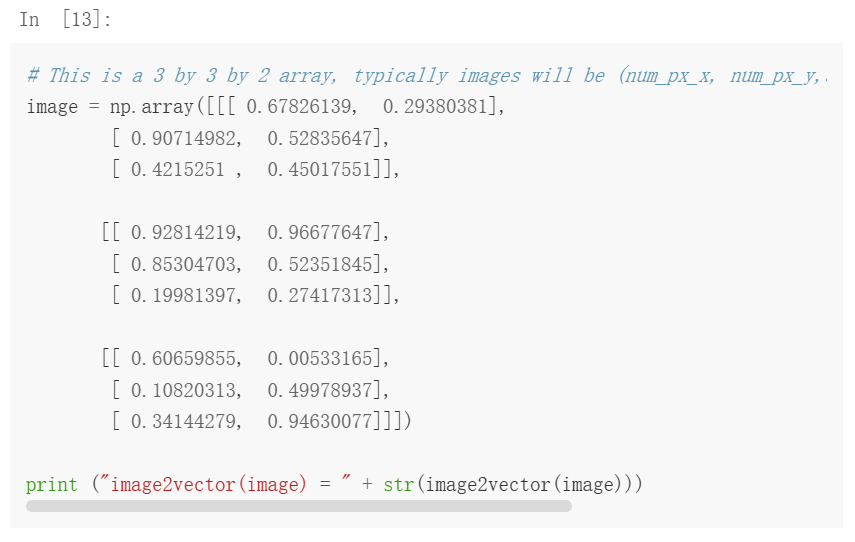 In [13]:
# This is a 3 by 3 by 2 array, typically images will be (num_px_x, num_px_y,
image = np.array([[[ 0.67826139,  0.29380381],
        [ 0.90714982,  0.52835647],
        [ 0.4215251 ,  0.45017551]],
       [[ 0.92814219,  0.96677647],
        [ 0.85304703,  0.52351845],
        [ 0.19981397,  0.27417313]],
       [[ 0.60659855,  0.00533165],
        [ 0.10820313,  0.49978937],
        [ 0.34144279,  0.94630077]]])
print ("image2vector(image) = " + str(image2vector(image)))